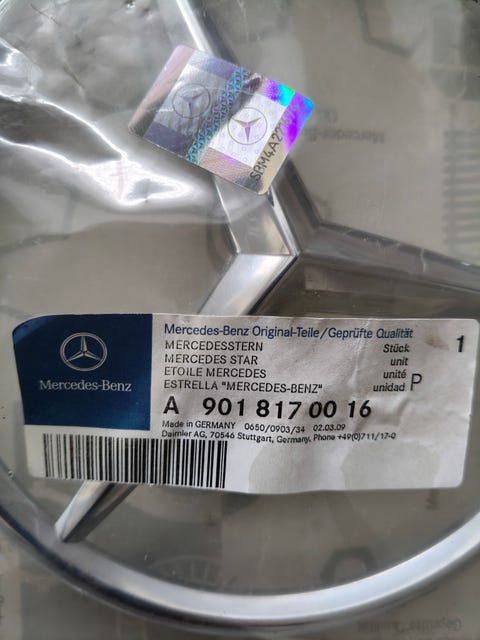 Mercedes-Benz
Mercedes-Benz Original-Teile/Geprüfte Qualität
MERCEDESSTERN Stück 1
MERCEDES STAR unit
ETOILE MERCEDES unité
ESTRELLA "MERCEDES-BENZ" unidad P
A 901 817 00 16
Made in GERMANY 0650/0903/34 02.03.09
Daimler AG, 70546 Stuttgart, Germany, Phone +49(0)711/17-0
Geprüfte Qualität